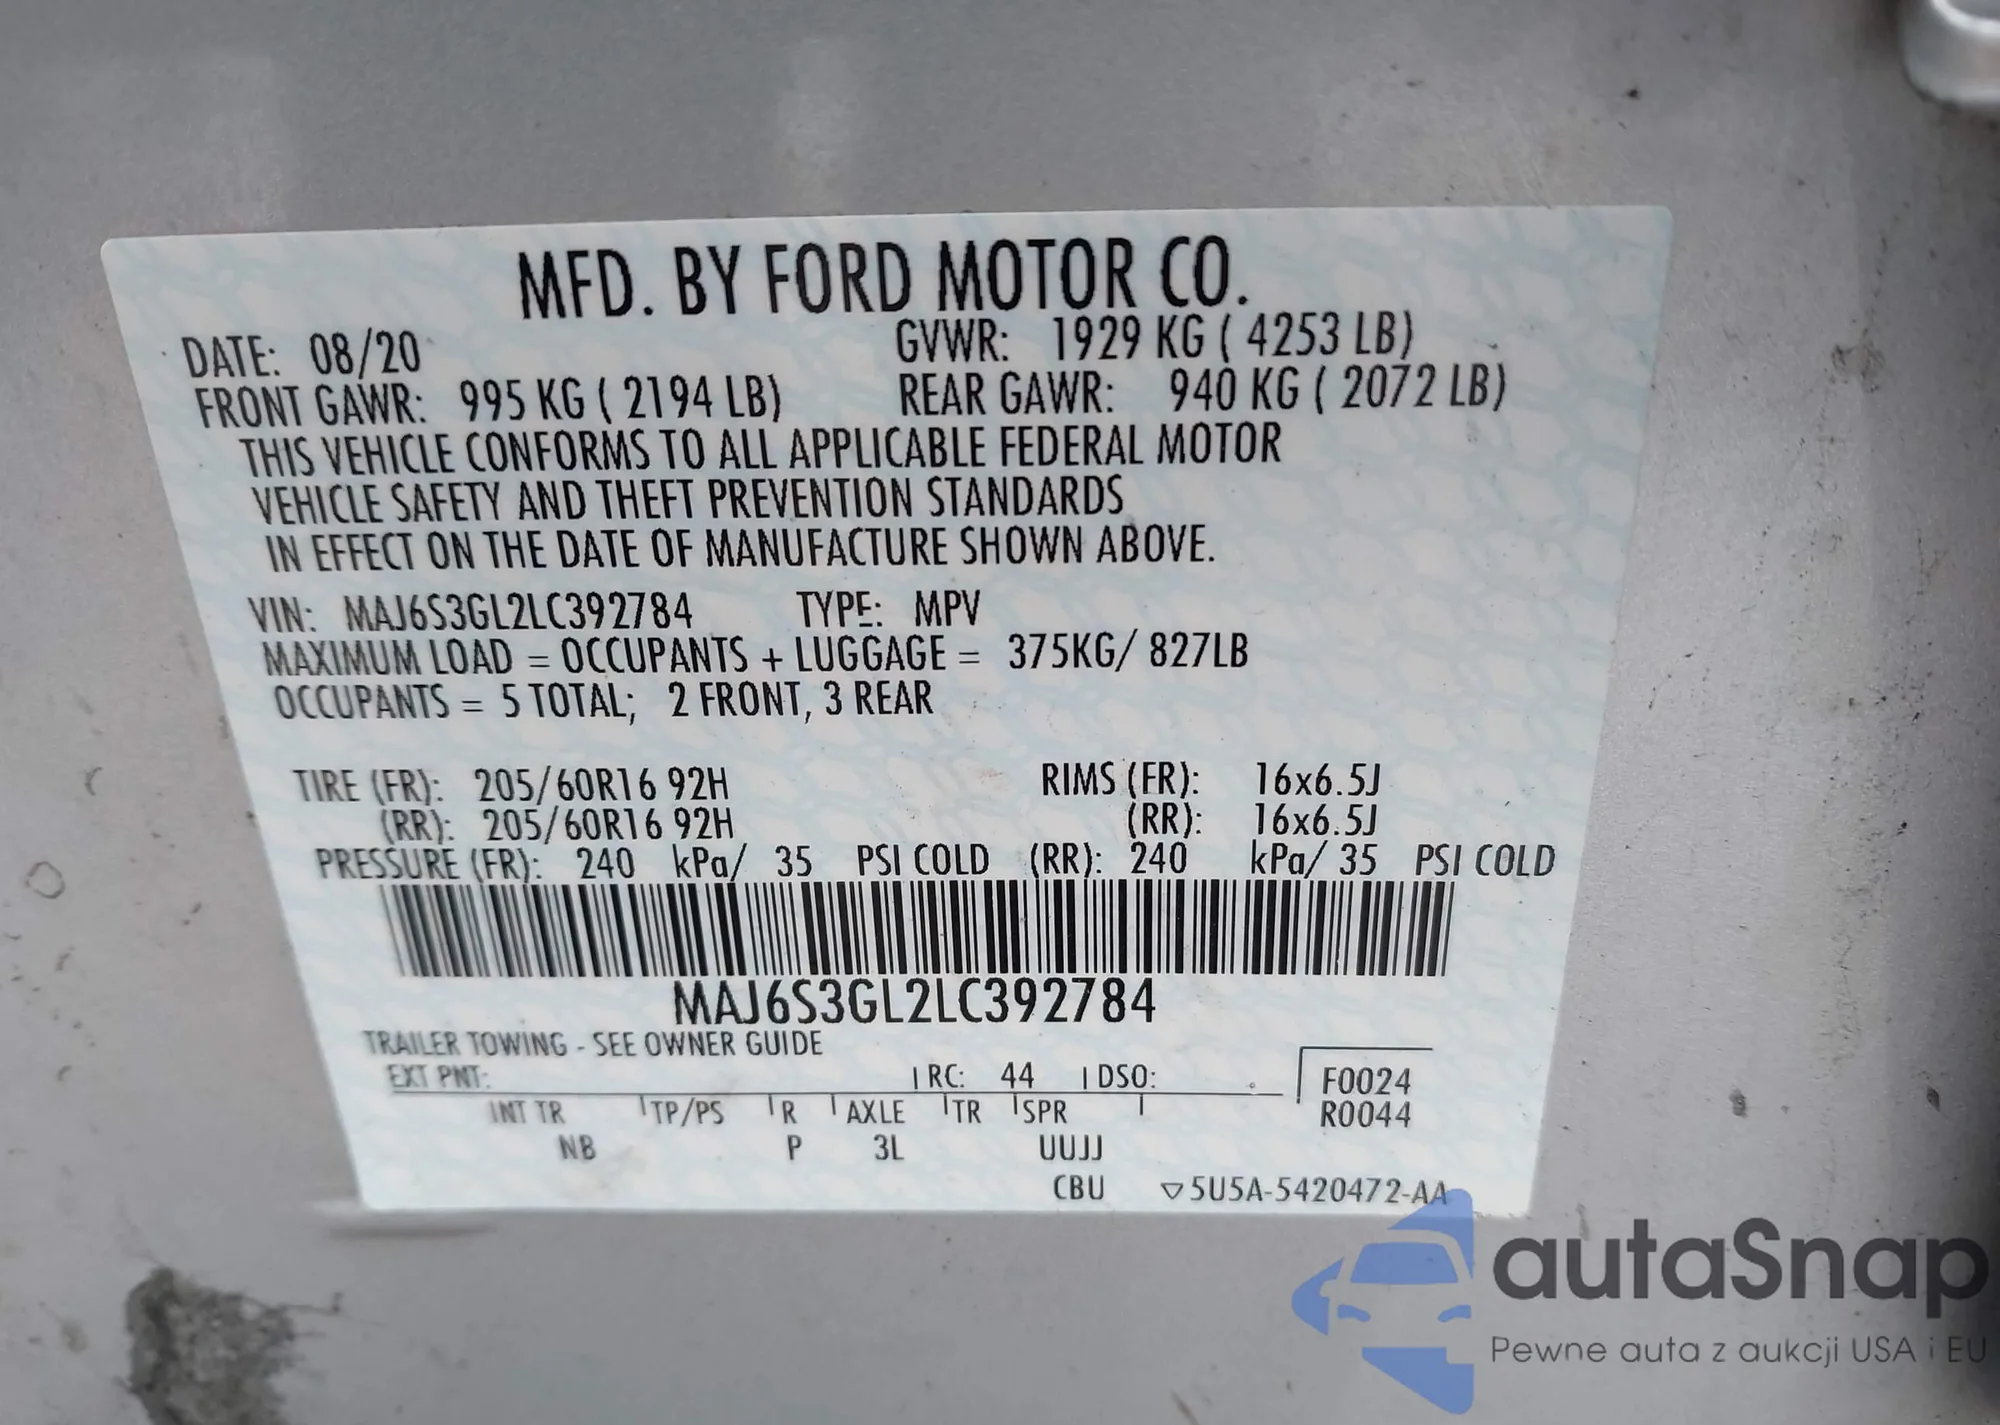 MFD. BY FORD MOTOR CO.
DATE: 08/20 GVWR: 1929 KG ( 4253 LB)
FRONT GAWR: 995 KG ( 2194 LB) REAR GAWR: 940 KG ( 2072 LB)
THIS VEHICLE CONFORMS TO ALL APPLICABLE FEDERAL MOTOR
VEHICLE SAFETY AND THEFT PREVENTION STANDARDS
IN EFFECT ON THE DATE OF MANUFACTURE SHOWN ABOVE.
VIN: MAJ6S3GL2LC392784 TYPE: MPV
MAXIMUM LOAD = OCCUPANTS + LUGGAGE = 375KG/ 827LB
OCCUPANTS = 5 TOTAL; 2 FRONT, 3 REAR
TIRE (FR): 205/60R16 92H RIMS (FR): 16x6.5J
(RR): 205/60R16 92H (RR): 16x6.5J
PRESSURE (FR): 240 kPa/ 35 PSI COLD (RR): 240 kPa/ 35 PSI COLD
MAJ6S3GL2LC392784
TRAILER TOWING - SEE OWNER GUIDE
EXT PNT: RC: 44 DSO: F0024
INT TR TP/PS R AXLE TR SPR R0044
NB P 3L UUJJ
CBU ▽5U5A-5420472-AA
autaSnap
Pewne auta z aukcji USA i EU